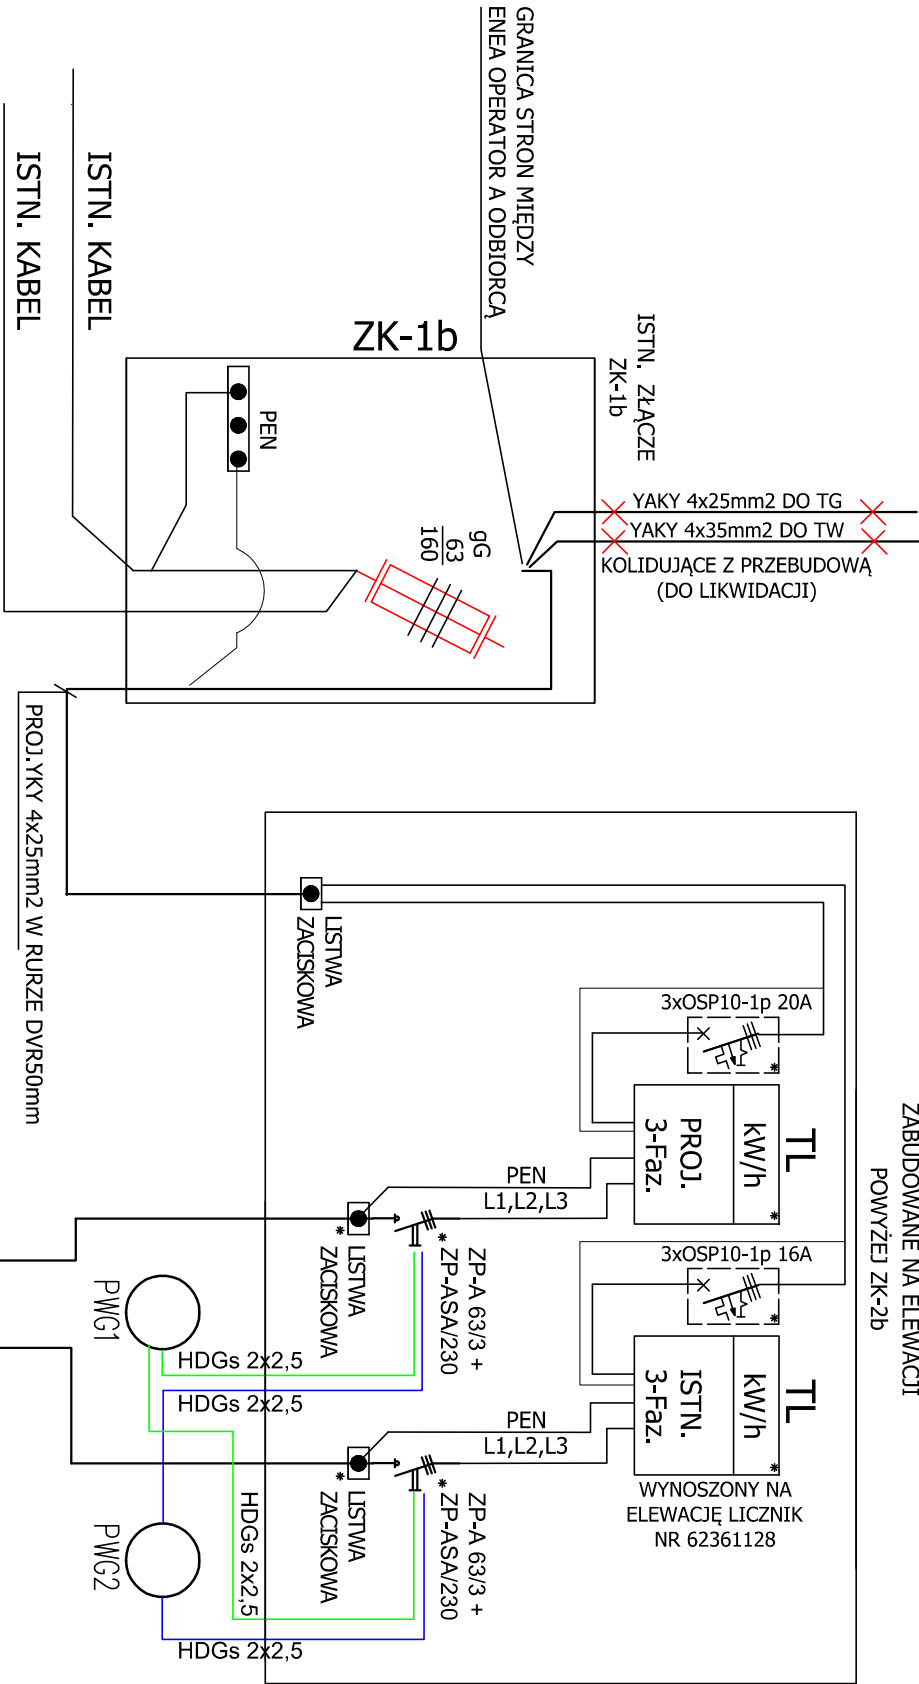 GRANICA STRON MIĘDZY
ENEA OPERATOR A ODBIORCĄ
ISTN. KABEL
ISTN. KABEL
ZK-1b
ISTN. ZŁĄCZE
ZK-1b
PEN
gG
63
160
YAKY 4x25mm2 DO TG
YAKY 4x35mm2 DO TW
KOLIDUJĄCE Z PRZEBUDOWĄ
(DO LIKWIDACJI)
PROJ.YKY 4x25mm2 W RURZE DVR50mm
LISTWA
ZACISKOWA
ZABUDOWANE NA ELEWACJI
POWYŻEJ ZK-2b
3xOSP10-1p 20A
*
TL
kW/h
PROJ.
3-Faz.
*
PEN
L1,L2,L3
*
LISTWA
ZACISKOWA
ZP-A 63/3 +
* ZP-ASA/230
3xOSP10-1p 16A
*
TL
kW/h
ISTN.
3-Faz.
*
WYNOSZONY NA
ELEWACJĘ LICZNIK
NR 62361128
PEN
L1,L2,L3
*
LISTWA
ZACISKOWA
ZP-A 63/3 +
* ZP-ASA/230
PWG1
HDGs 2x2,5
HDGs 2x2,5
HDGs 2x2,5
PWG2
HDGs 2x2,5